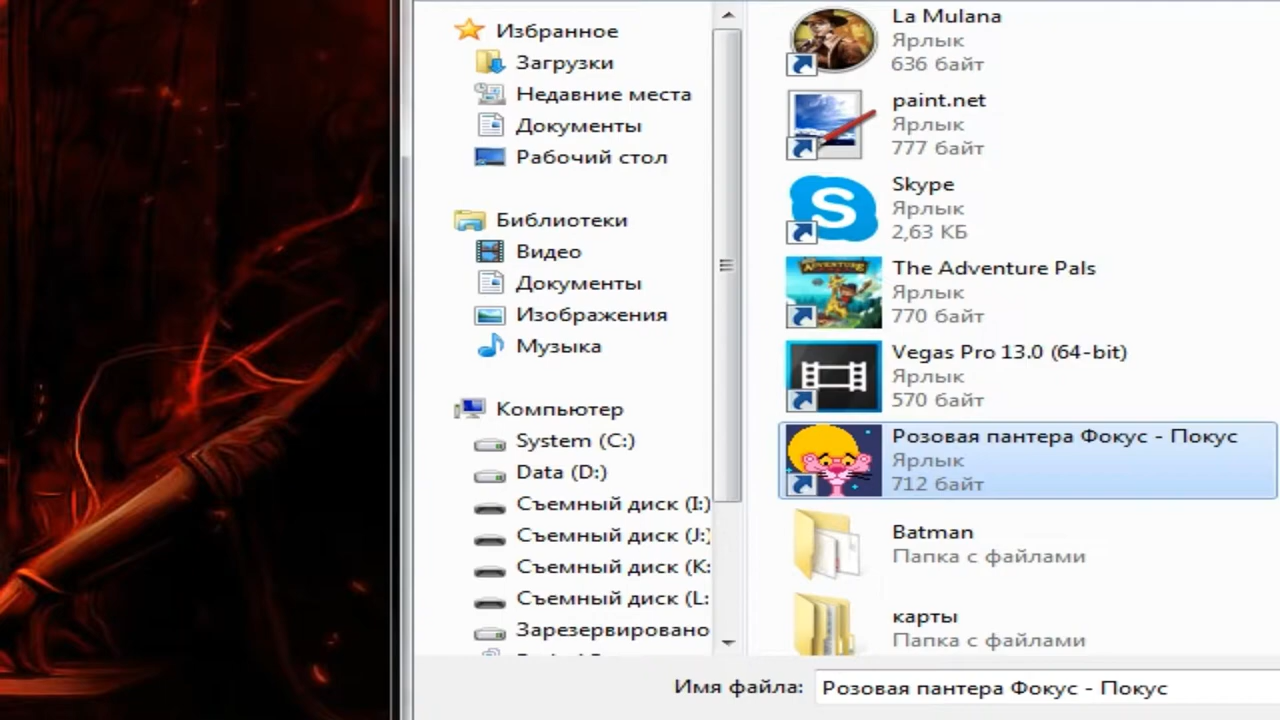 Избранное
Загрузки
Недавние места
Документы
Рабочий стол
Библиотеки
Видео
Документы
Изображения
Музыка
Компьютер
System (C:)
Data (D:)
Съемный диск (I:)
Съемный диск (J:)
Съемный диск (K:
Съемный диск (L:
Зарезервировано
La Mulana
Ярлык
636 байт
paint.net
Ярлык
777 байт
Skype
Ярлык
2,63 КБ
The Adventure Pals
Ярлык
770 байт
Vegas Pro 13.0 (64-bit)
Ярлык
570 байт
Розовая пантера Фокус - Покус
Ярлык
712 байт
Batman
Папка с файлами
карты
Папка с файлами
Имя файла: Розовая пантера Фокус - Покус